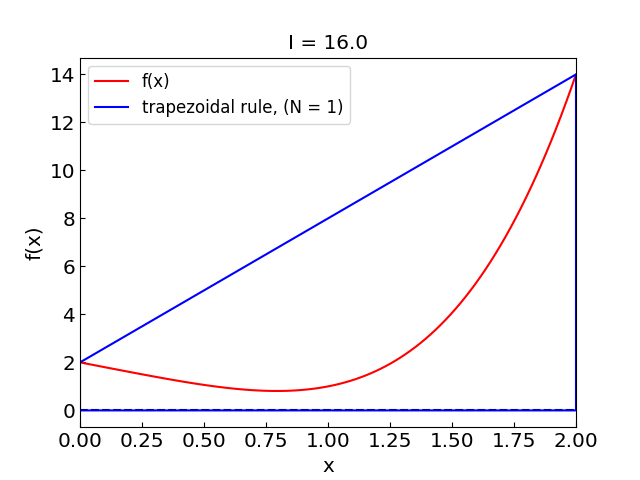 I = 16.0
f(x)
trapezoidal rule, (N = 1)
14
12
10
8
6
4
2
0
f(x)
0.00 0.25 0.50 0.75 1.00 1.25 1.50 1.75 2.00
x